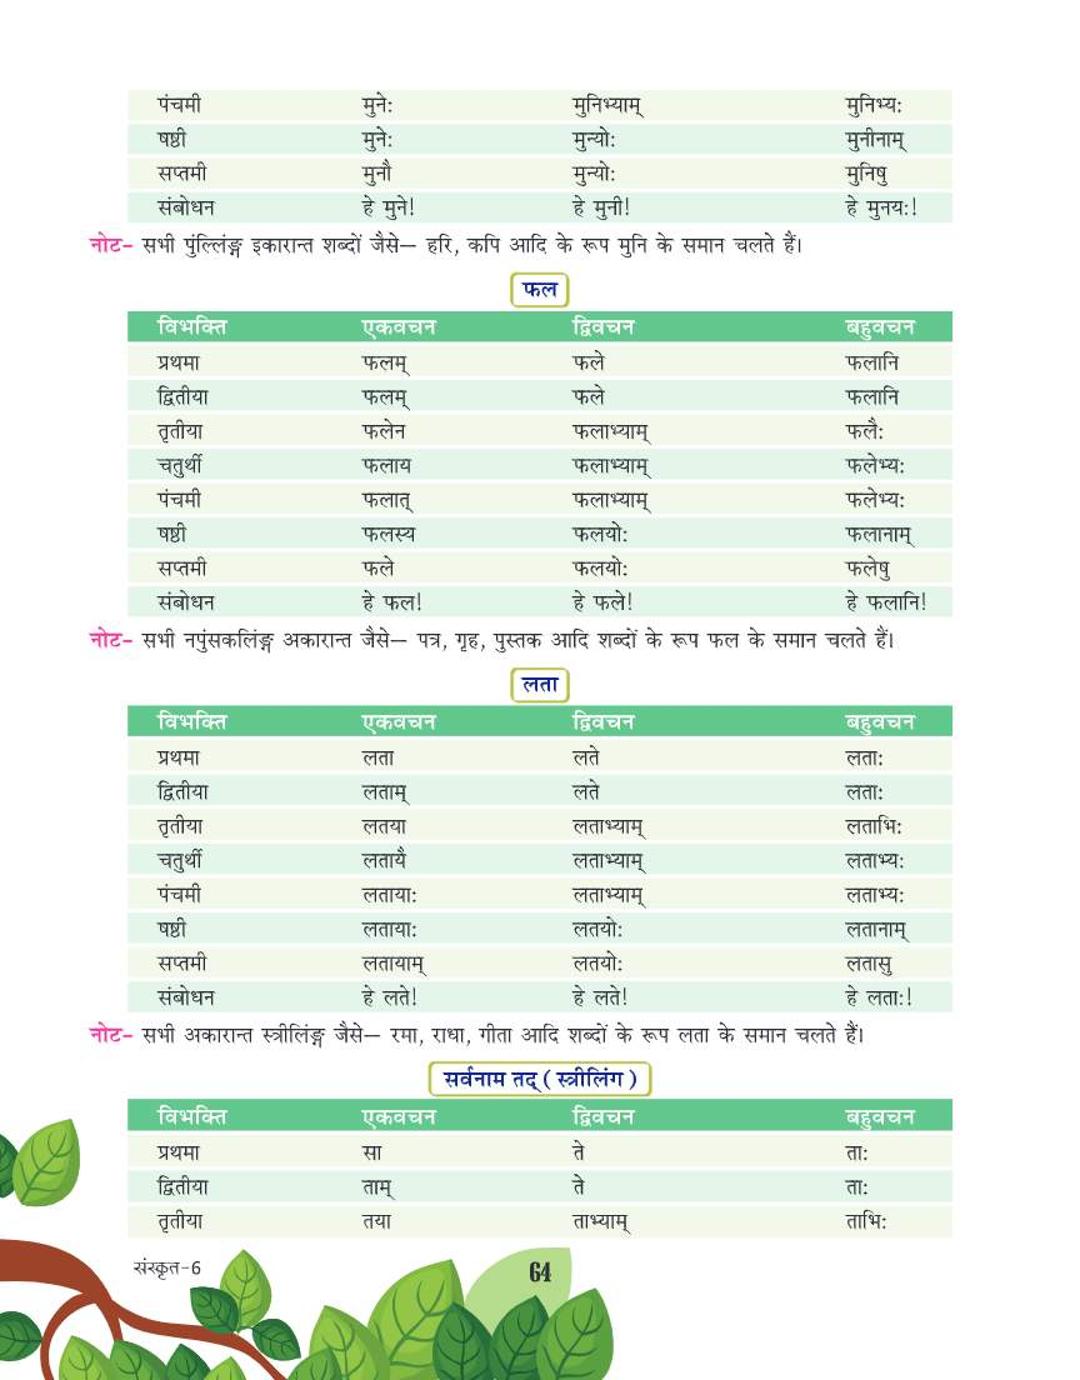 पंचमी मुने: मुनिभ्याम् मुनिभ्य:
षष्ठी मुने: मुन्यो: मुनीनाम्
सप्तमी मुनौ मुन्यो: मुनिषु
संबोधन हे मुने! हे मुनी! हे मुनय:!
नोट– सभी पुंल्लिंङ्ग इकारान्त शब्दों जैसे— हरि, कपि आदि के रूप मुनि के समान चलते हैं।
फल
विभक्ति एकवचन द्विवचन बहुवचन
प्रथमा फलम् फले फलानि
द्वितीया फलम् फले फलानि
तृतीया फलेन फलाभ्याम् फलै:
चतुर्थी फलाय फलाभ्याम् फलेभ्य:
पंचमी फलात् फलाभ्याम् फलेभ्य:
षष्ठी फलस्य फलयो: फलानाम्
सप्तमी फले फलयो: फलेषु
संबोधन हे फल! हे फले! हे फलानि!
नोट– सभी नपुंसकलिंङ्ग अकारान्त जैसे— पत्र, गृह, पुस्तक आदि शब्दों के रूप फल के समान चलते हैं।
लता
विभक्ति एकवचन द्विवचन बहुवचन
प्रथमा लता लते लता:
द्वितीया लताम् लते लता:
तृतीया लतया लताभ्याम् लताभि:
चतुर्थी लतायै लताभ्याम् लताभ्य:
पंचमी लताया: लताभ्याम् लताभ्य:
षष्ठी लताया: लतयो: लतानाम्
सप्तमी लतायाम् लतयो: लतासु
संबोधन हे लते! हे लते! हे लता:!
नोट– सभी अकारान्त स्त्रीलिंङ्ग जैसे— रमा, राधा, गीता आदि शब्दों के रूप लता के समान चलते हैं।
सर्वनाम तद् ( स्त्रीलिंग )
विभक्ति एकवचन द्विवचन बहुवचन
प्रथमा सा ते ता:
द्वितीया ताम् ते ता:
तृतीया तया ताभ्याम् ताभि:
संस्कृत-6 64